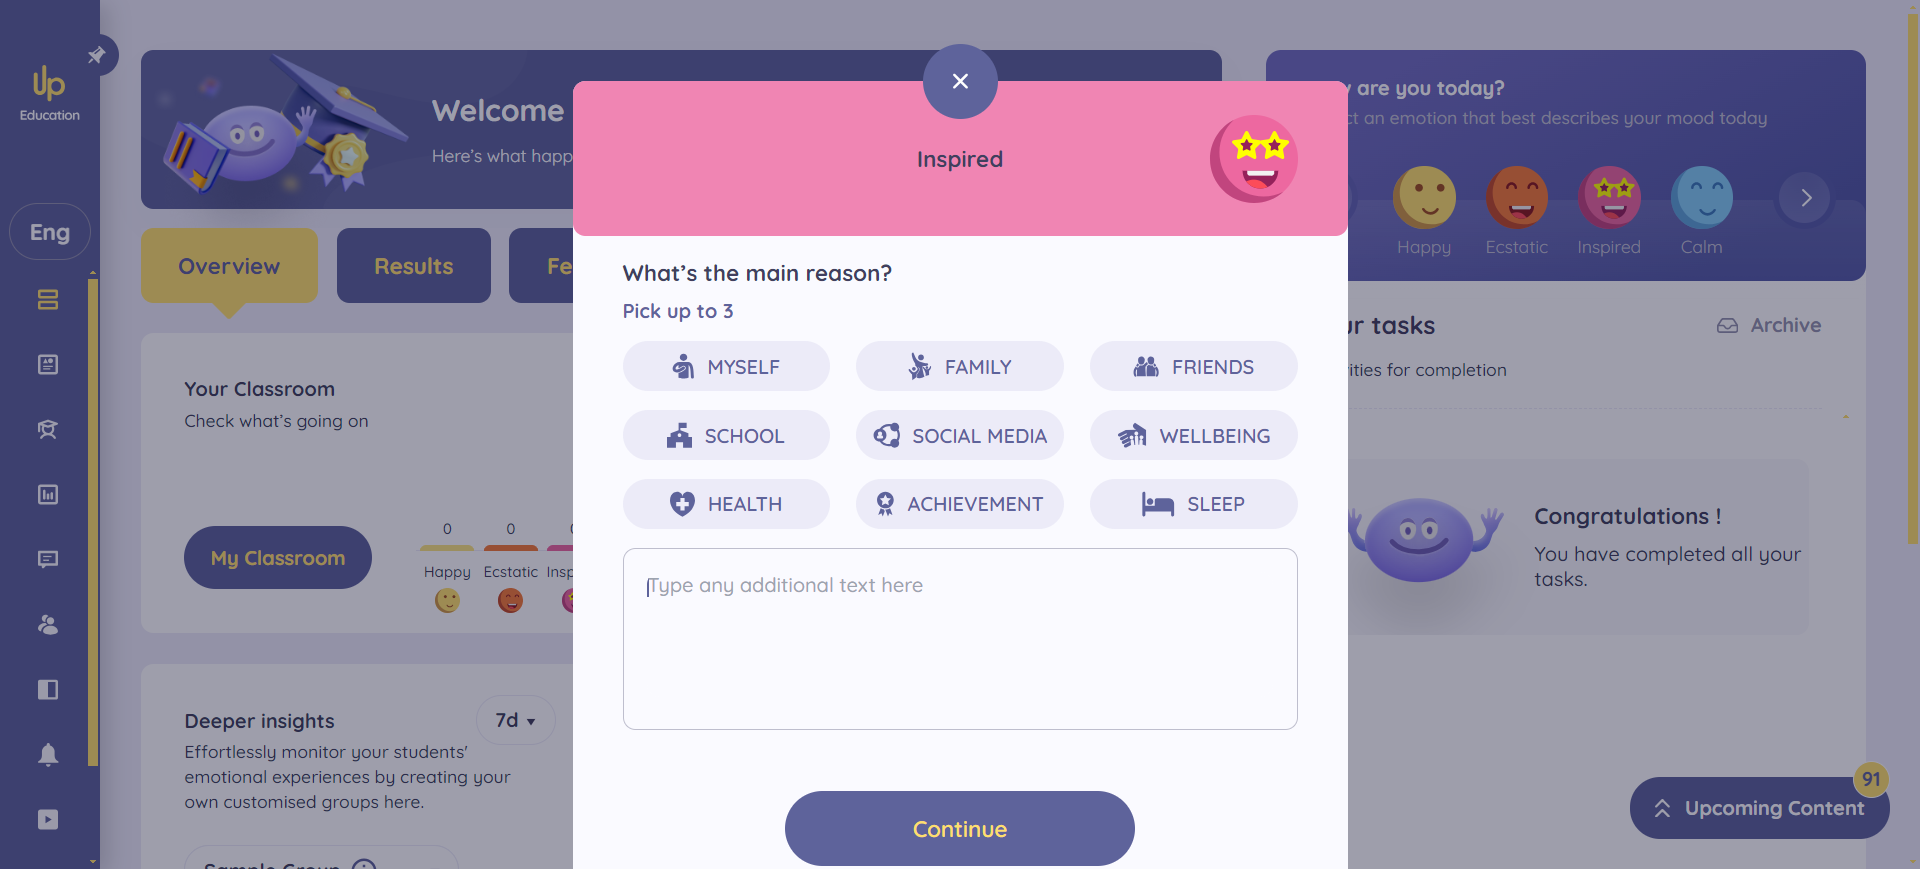 Up
Education
Eng
Welcome
Here's what happ
Overview
Results
Fe
Your Classroom
Check what's going on
My Classroom
0
0
Happy
Ecstatic
Insp
Deeper insights
7d
Effortlessly monitor your students'
emotional experiences by creating your
own customised groups here.
Inspired
What's the main reason?
Pick up to 3
MYSELF
FAMILY
FRIENDS
SCHOOL
SOCIAL MEDIA
WELLBEING
HEALTH
ACHIEVEMENT
SLEEP
Type any additional text here
Continue
are you today?
ct an emotion that best describes your mood today
Happy
Ecstatic
Inspired
Calm
ur tasks
Archive
ities for completion
Congratulations !
You have completed all your
tasks.
91
Upcoming Content
Sample Group